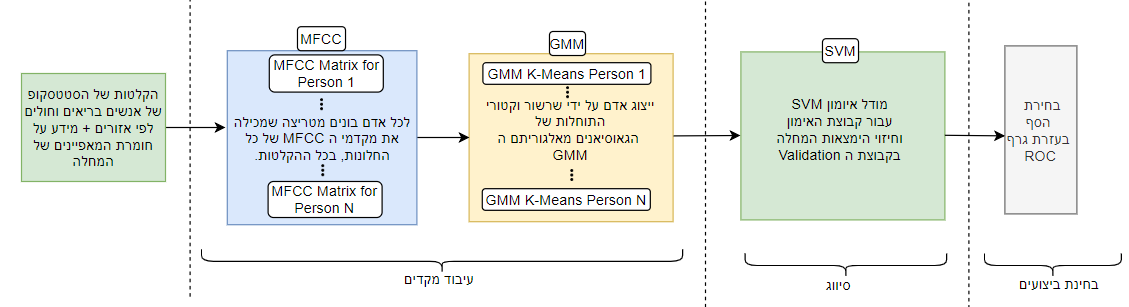 הקלטות של הסטטסקופ
של אנשים בריאים וחולים
לפי אזורים + מידע על
חומרת המאפיינים של
המחלה
MFCC
MFCC Matrix for
Person 1
לכל אדם בונים מטריצה שמכילה
את מקדמי ה MFCC של כל
החלונות, בכל ההקלטות.
MFCC Matrix for
Person N
GMM
GMM K-Means Person 1
ייצוג אדם על ידי שרשור וקטורי
התוחלות של
הגאוסיאנים מאלגוריתם ה
GMM
GMM K-Means Person N
SVM
מודל איומון SVM
עבור קבוצת האימון
וחיזוי הימצאות המחלה
בקבוצת ה Validation
בחירת
הסף
בעזרת גרף
ROC
עיבוד מקדים
סיווג
בחינת ביצועים